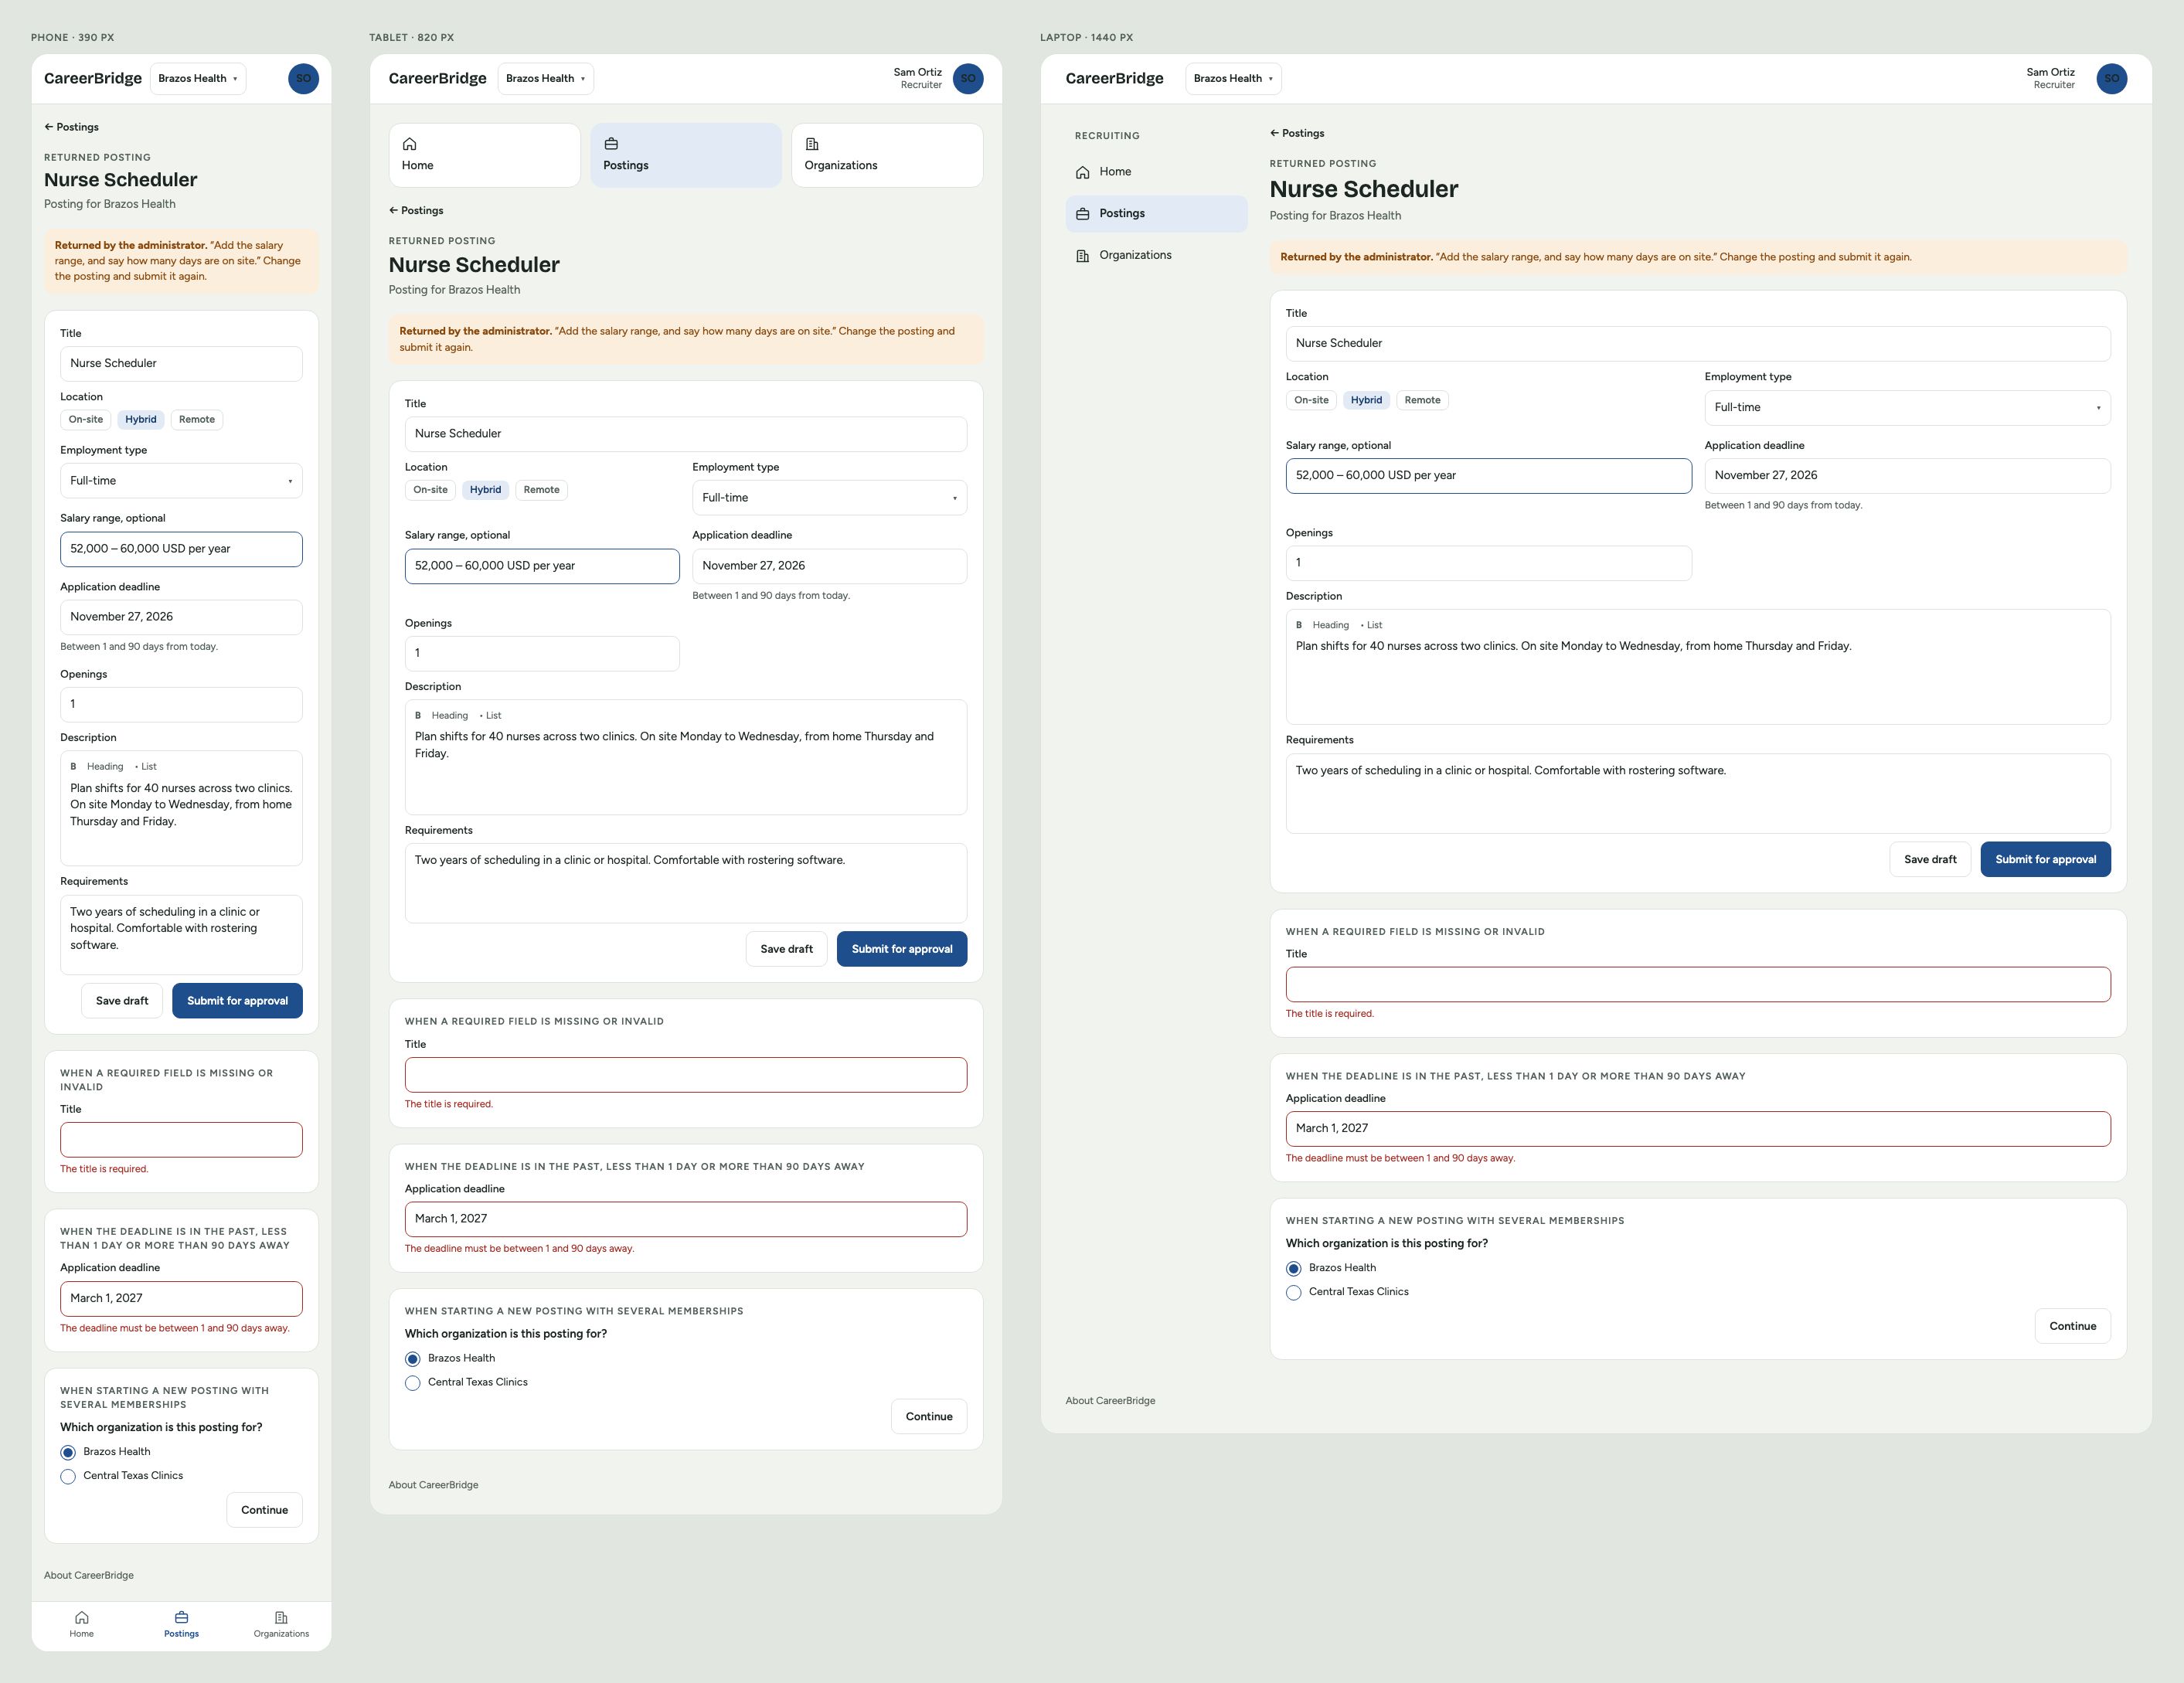 PHONE · 390 PX
CareerBridge
Brazos Health ▾
SO
← Postings
RETURNED POSTING
Nurse Scheduler
Posting for Brazos Health
Returned by the administrator. “Add the salary
range, and say how many days are on site.” Change
the posting and submit it again.
Title
Nurse Scheduler
Location
On-site Hybrid Remote
Employment type
Full-time ▾
Salary range, optional
52,000 – 60,000 USD per year
Application deadline
November 27, 2026
Between 1 and 90 days from today.
Openings
1
Description
B Heading • List
Plan shifts for 40 nurses across two clinics.
On site Monday to Wednesday, from home
Thursday and Friday.
Requirements
Two years of scheduling in a clinic or
hospital. Comfortable with rostering
software.
Save draft Submit for approval
WHEN A REQUIRED FIELD IS MISSING OR
INVALID
Title
The title is required.
WHEN THE DEADLINE IS IN THE PAST, LESS
THAN 1 DAY OR MORE THAN 90 DAYS AWAY
Application deadline
March 1, 2027
The deadline must be between 1 and 90 days away.
WHEN STARTING A NEW POSTING WITH
SEVERAL MEMBERSHIPS
Which organization is this posting for?
Brazos Health
Central Texas Clinics
Continue
About CareerBridge
Home Postings Organizations
TABLET · 820 PX
CareerBridge
Brazos Health ▾
Sam Ortiz
Recruiter
SO
Home
Postings
Organizations
← Postings
RETURNED POSTING
Nurse Scheduler
Posting for Brazos Health
Returned by the administrator. “Add the salary range, and say how many days are on site.” Change the posting and
submit it again.
Title
Nurse Scheduler
Location
On-site Hybrid Remote
Employment type
Full-time ▾
Salary range, optional
52,000 – 60,000 USD per year
Application deadline
November 27, 2026
Between 1 and 90 days from today.
Openings
1
Description
B Heading • List
Plan shifts for 40 nurses across two clinics. On site Monday to Wednesday, from home Thursday and
Friday.
Requirements
Two years of scheduling in a clinic or hospital. Comfortable with rostering software.
Save draft Submit for approval
WHEN A REQUIRED FIELD IS MISSING OR INVALID
Title
The title is required.
WHEN THE DEADLINE IS IN THE PAST, LESS THAN 1 DAY OR MORE THAN 90 DAYS AWAY
Application deadline
March 1, 2027
The deadline must be between 1 and 90 days away.
WHEN STARTING A NEW POSTING WITH SEVERAL MEMBERSHIPS
Which organization is this posting for?
Brazos Health
Central Texas Clinics
Continue
About CareerBridge
LAPTOP · 1440 PX
CareerBridge
Brazos Health ▾
Sam Ortiz
Recruiter
SO
RECRUITING
Home
Postings
Organizations
← Postings
RETURNED POSTING
Nurse Scheduler
Posting for Brazos Health
Returned by the administrator. “Add the salary range, and say how many days are on site.” Change the posting and submit it again.
Title
Nurse Scheduler
Location
On-site Hybrid Remote
Employment type
Full-time ▾
Salary range, optional
52,000 – 60,000 USD per year
Application deadline
November 27, 2026
Between 1 and 90 days from today.
Openings
1
Description
B Heading • List
Plan shifts for 40 nurses across two clinics. On site Monday to Wednesday, from home Thursday and Friday.
Requirements
Two years of scheduling in a clinic or hospital. Comfortable with rostering software.
Save draft Submit for approval
WHEN A REQUIRED FIELD IS MISSING OR INVALID
Title
The title is required.
WHEN THE DEADLINE IS IN THE PAST, LESS THAN 1 DAY OR MORE THAN 90 DAYS AWAY
Application deadline
March 1, 2027
The deadline must be between 1 and 90 days away.
WHEN STARTING A NEW POSTING WITH SEVERAL MEMBERSHIPS
Which organization is this posting for?
Brazos Health
Central Texas Clinics
Continue
About CareerBridge